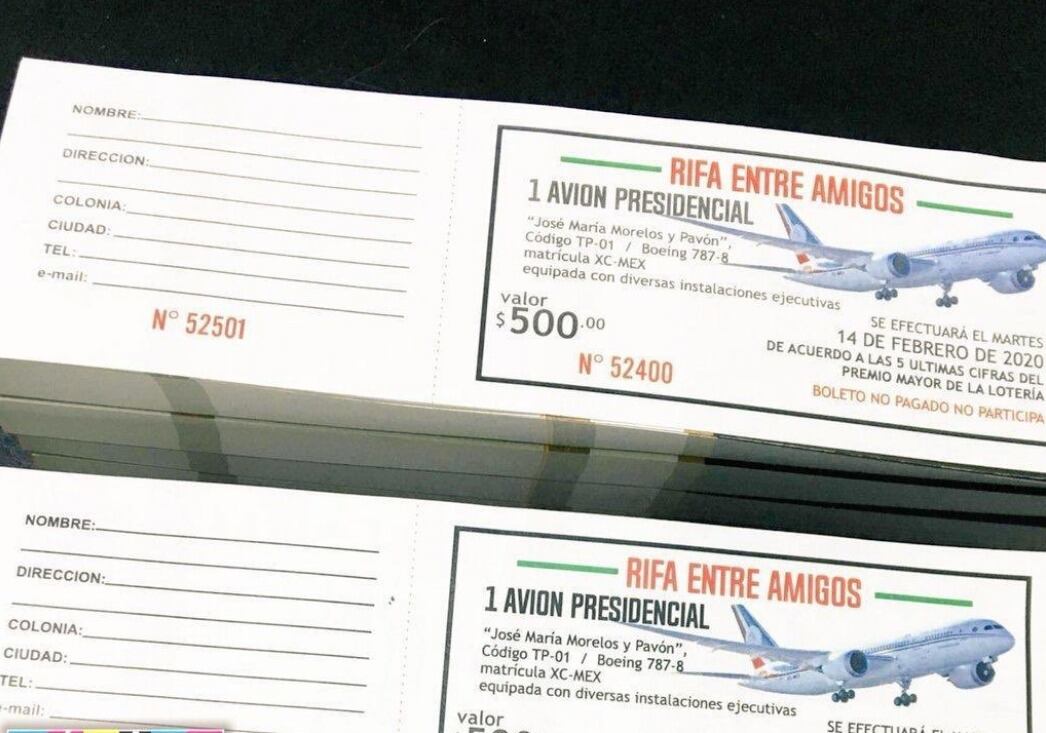 NOMBRE:
DIRECCION:
COLONIA:
CIUDAD:
TEL:
e-mail:
N° 52501
RIFA ENTRE AMIGOS
1 AVION PRESIDENCIAL
"José María Morelos y Pavón",
Código TP-01 / Boeing 787-8
matrícula XC-MEX
equipada con diversas instalaciones ejecutivas
valor
$500.00
N° 52400
SE EFECTUARÁ EL MARTES
14 DE FEBRERO DE 2020
DE ACUERDO A LAS 5 ULTIMAS CIFRAS DEL
PREMIO MAYOR DE LA LOTERÍA
BOLETO NO PAGADO NO PARTICIPA
NOMBRE:
DIRECCION:
COLONIA:
CIUDAD:
TEL:
-mail:
RIFA ENTRE AMIGOS
1 AVION PRESIDENCIAL
"José María Morelos y Pavón",
Código TP-01 / Boeing 787-8
matrícula XC-MEX
equipada con diversas instalaciones ejecutivas
valor
SE EFECTUARÁ EL